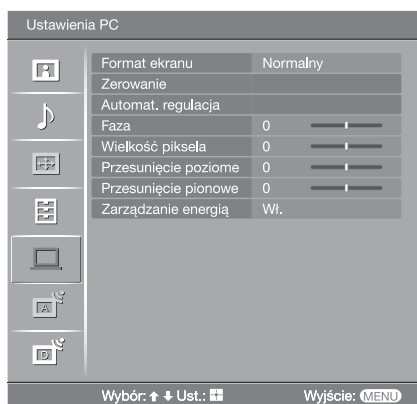 Ustawienia PC
Format ekranu Normalny
Zerowanie
Automat. regulacja
Faza 0
Wielkość piksela 0
Przesunięcie poziome 0
Przesunięcie pionowe 0
Zarządzanie energią Wł.
A
D
Wybór: ↑ ↓ Ust.: Wyjście: MENU